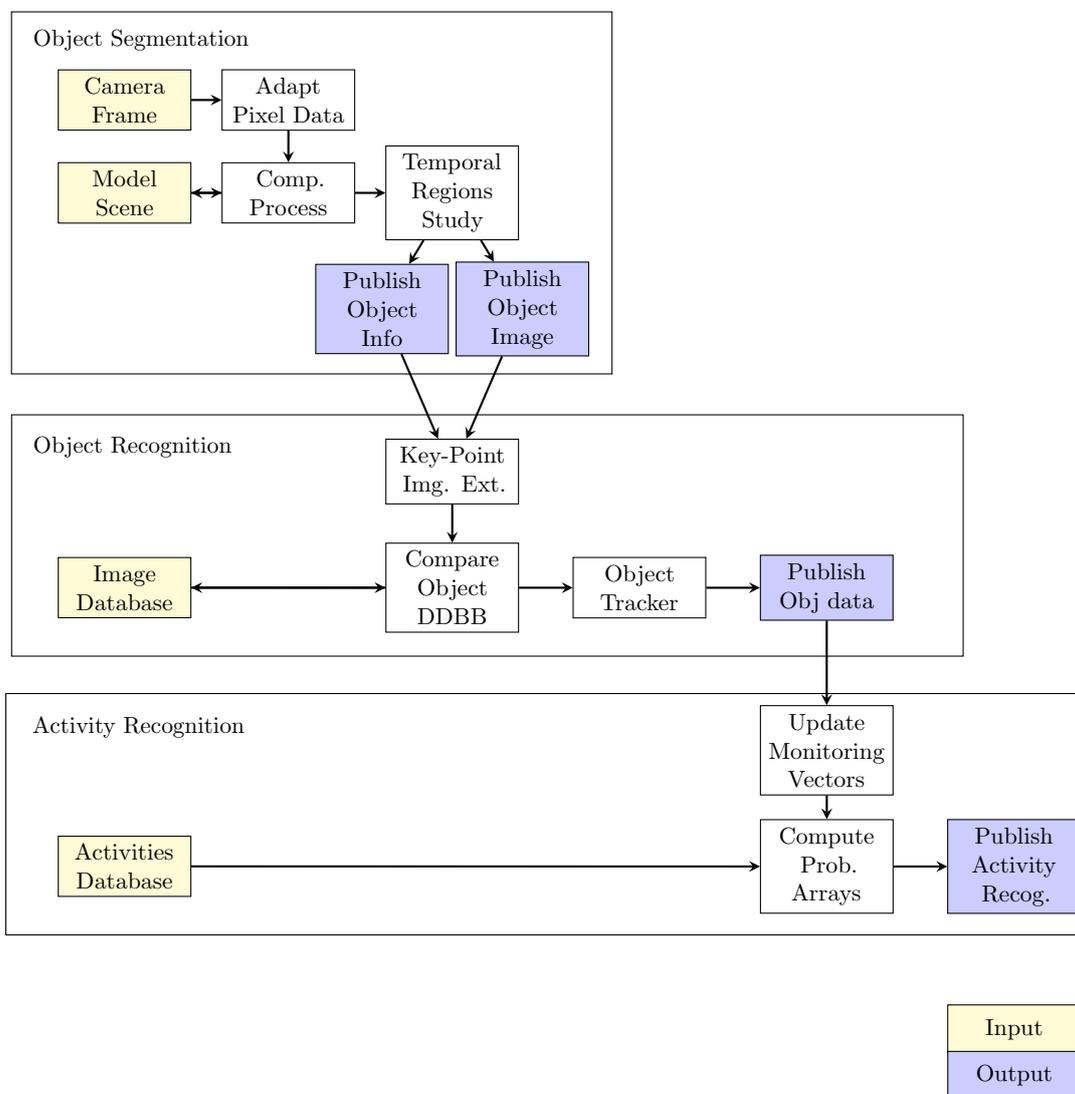 Object Segmentation
Camera
Frame
Adapt
Pixel Data
Model
Scene
Comp.
Process
Temporal
Regions
Study
Publish
Object
Info
Publish
Object
Image
Object Recognition
Key-Point
Img. Ext.
Image
Database
Compare
Object
DDBB
Object
Tracker
Publish
Obj data
Activity Recognition
Update
Monitoring
Vectors
Activities
Database
Compute
Prob.
Arrays
Publish
Activity
Recog.
Input
Output